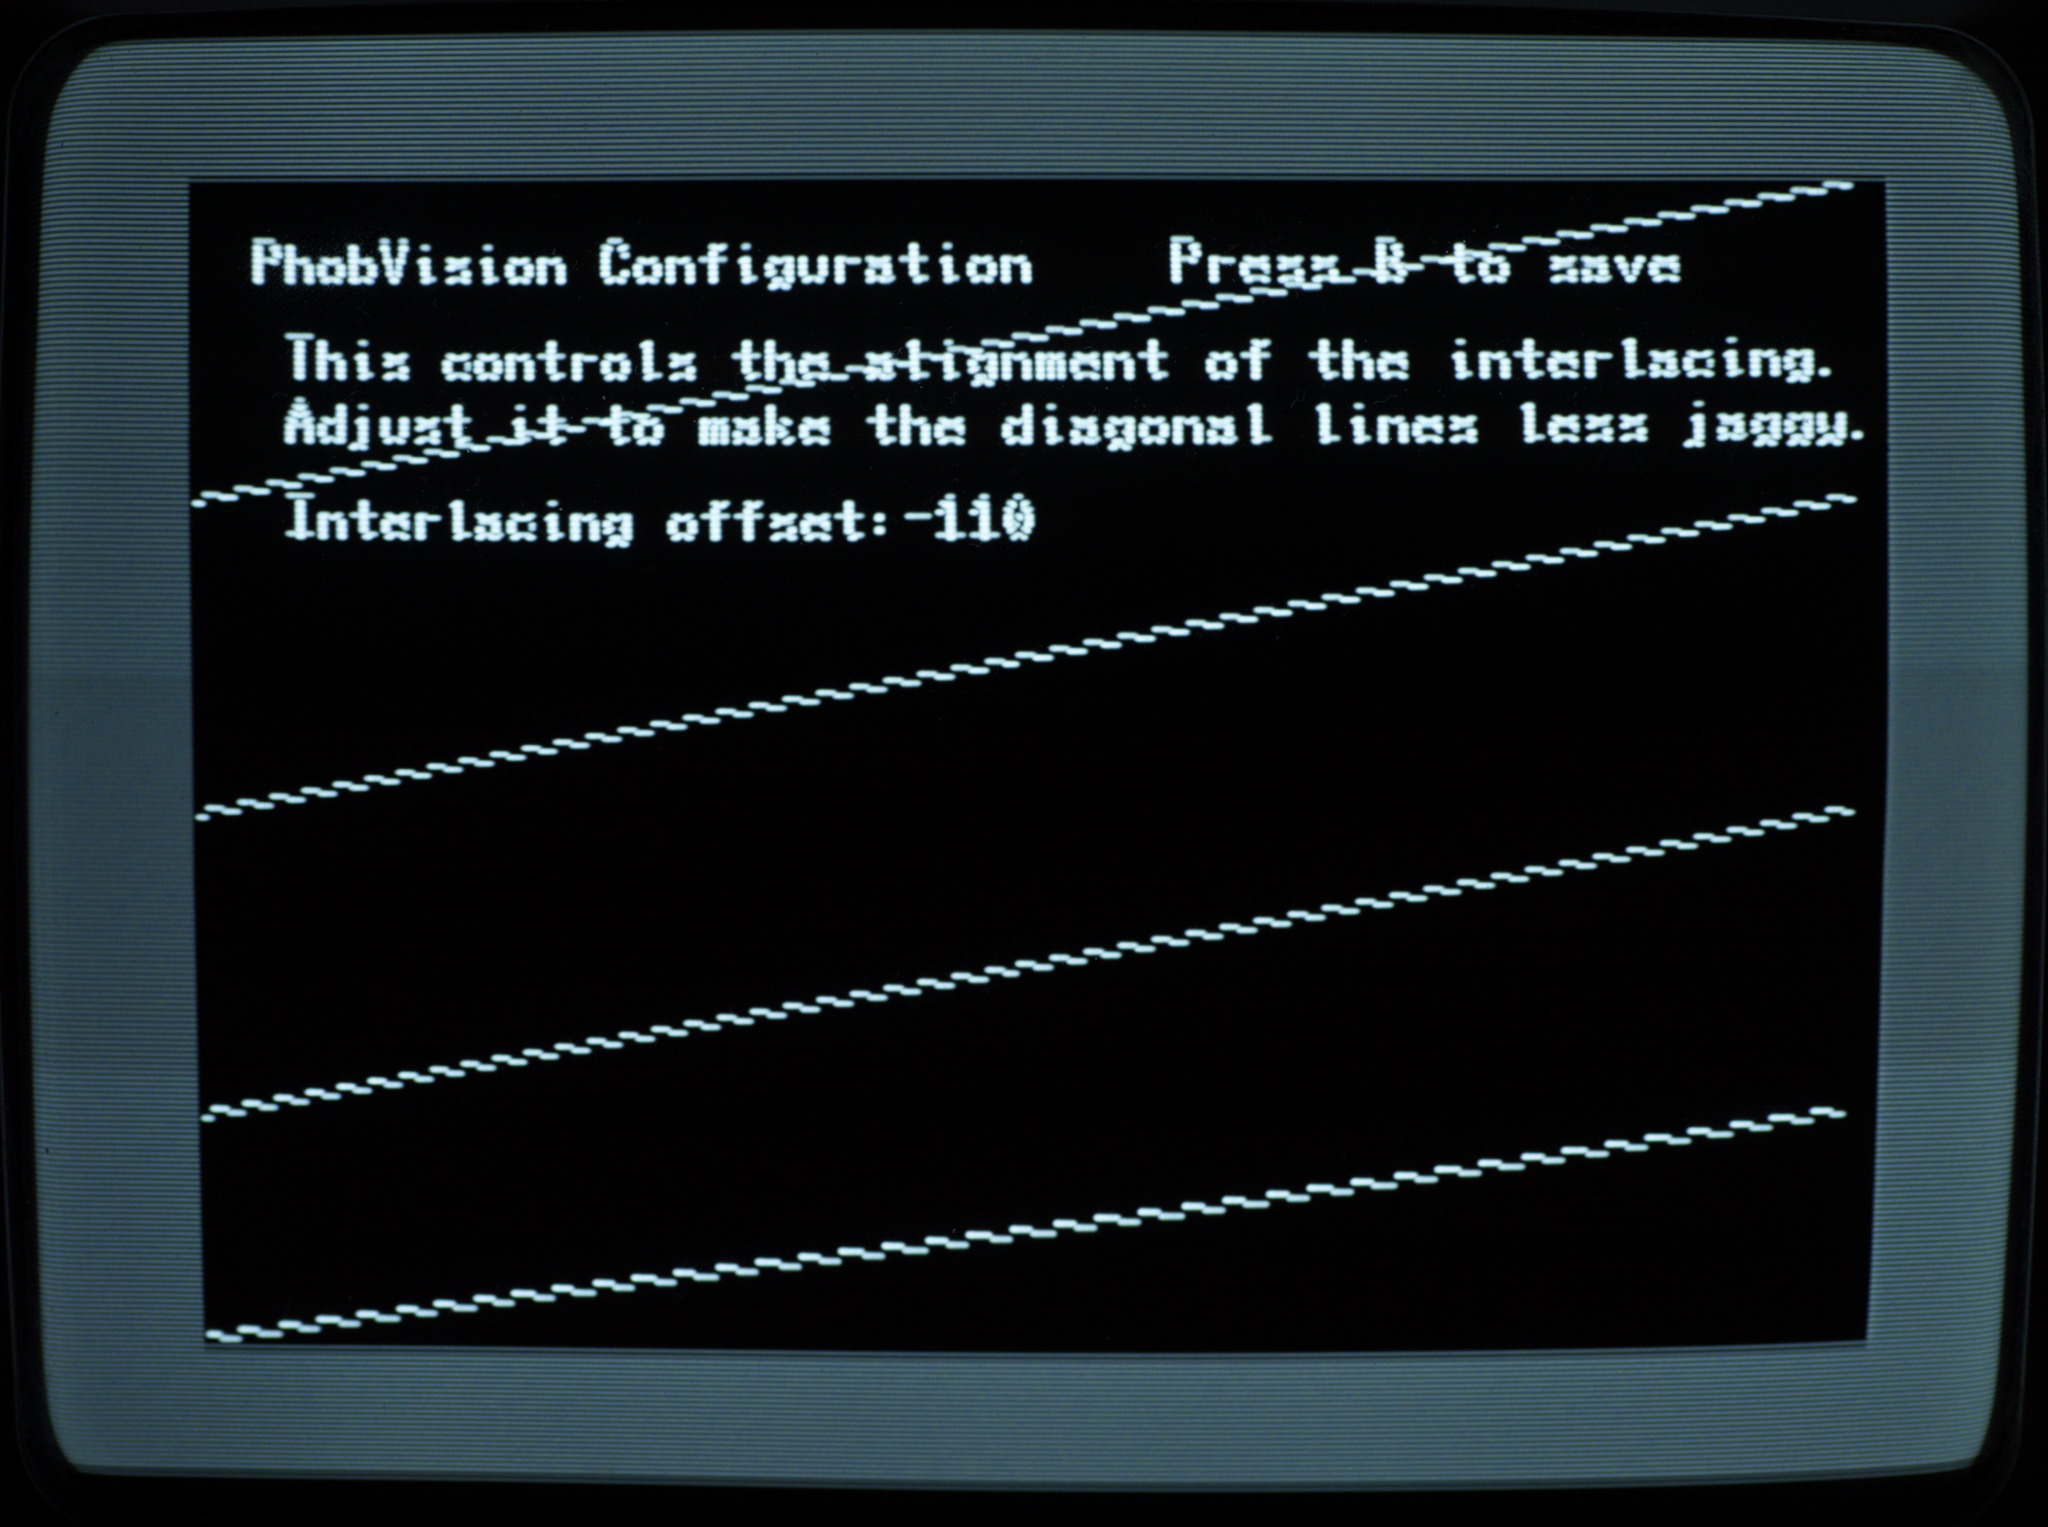 PhobVision Configuration Press B to save
This controls the alignment of the interlacing.
Adjust it to make the diagonal lines less jaggy.
Interlacing offset:-110